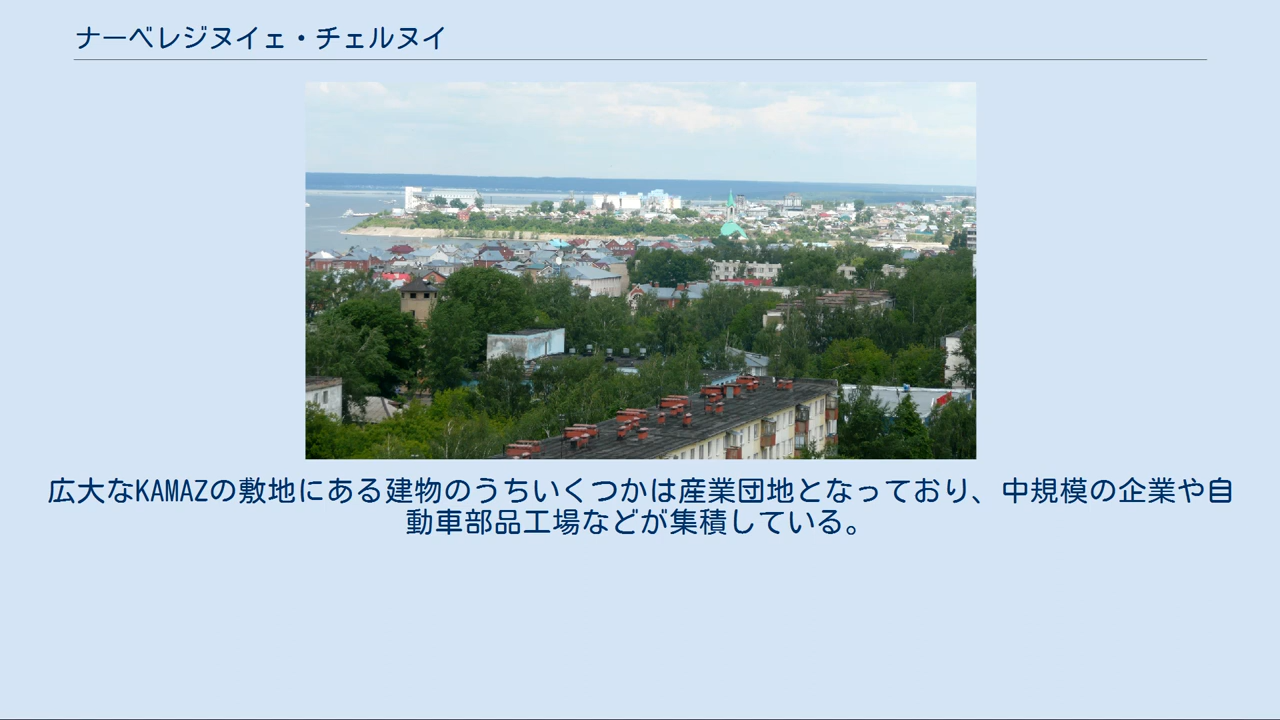 ナーベレジヌイェ・チェルヌイ
広大なKAMAZの敷地にある建物のうちいくつかは産業団地となっており、中規模の企業や自
動車部品工場などが集積している。